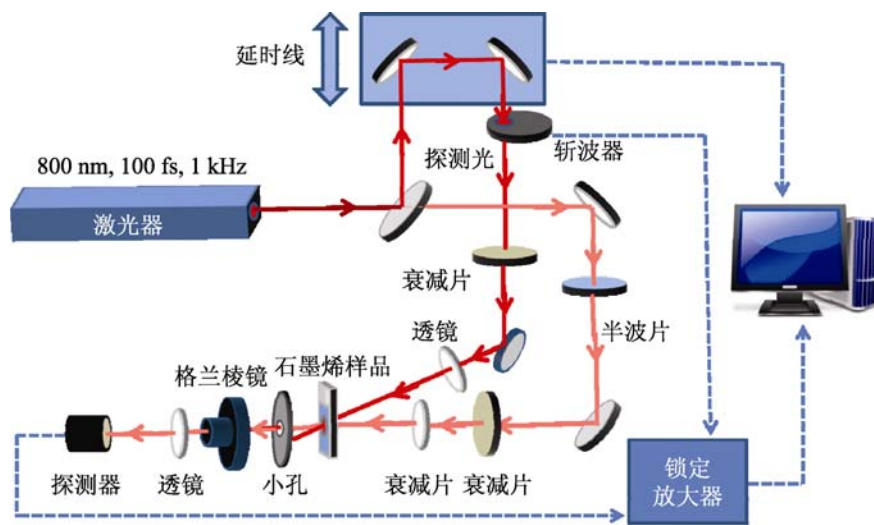 延时线
800 nm, 100 fs, 1 kHz
激光器
探测光
斩波器
衰减片
半波片
透镜
石墨烯样品
格兰棱镜
探测器
透镜
小孔
衰减片
衰减片
锁定
放大器